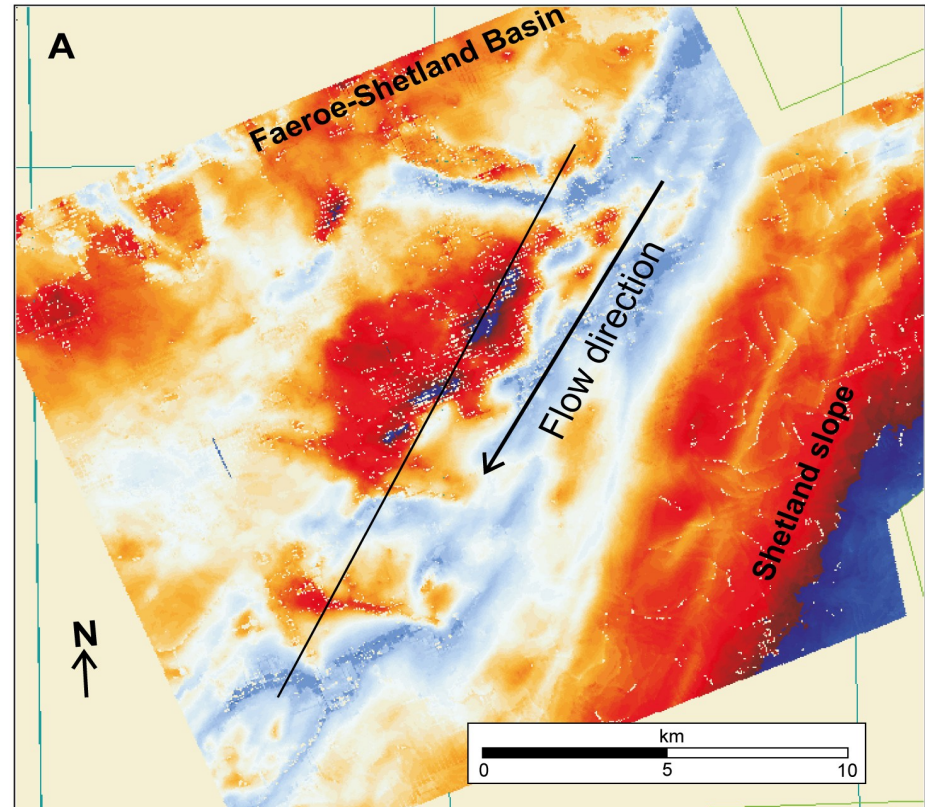 A
Faeroe-Shetland Basin
Flow direction
Shetland slope
N
km
0 5 10